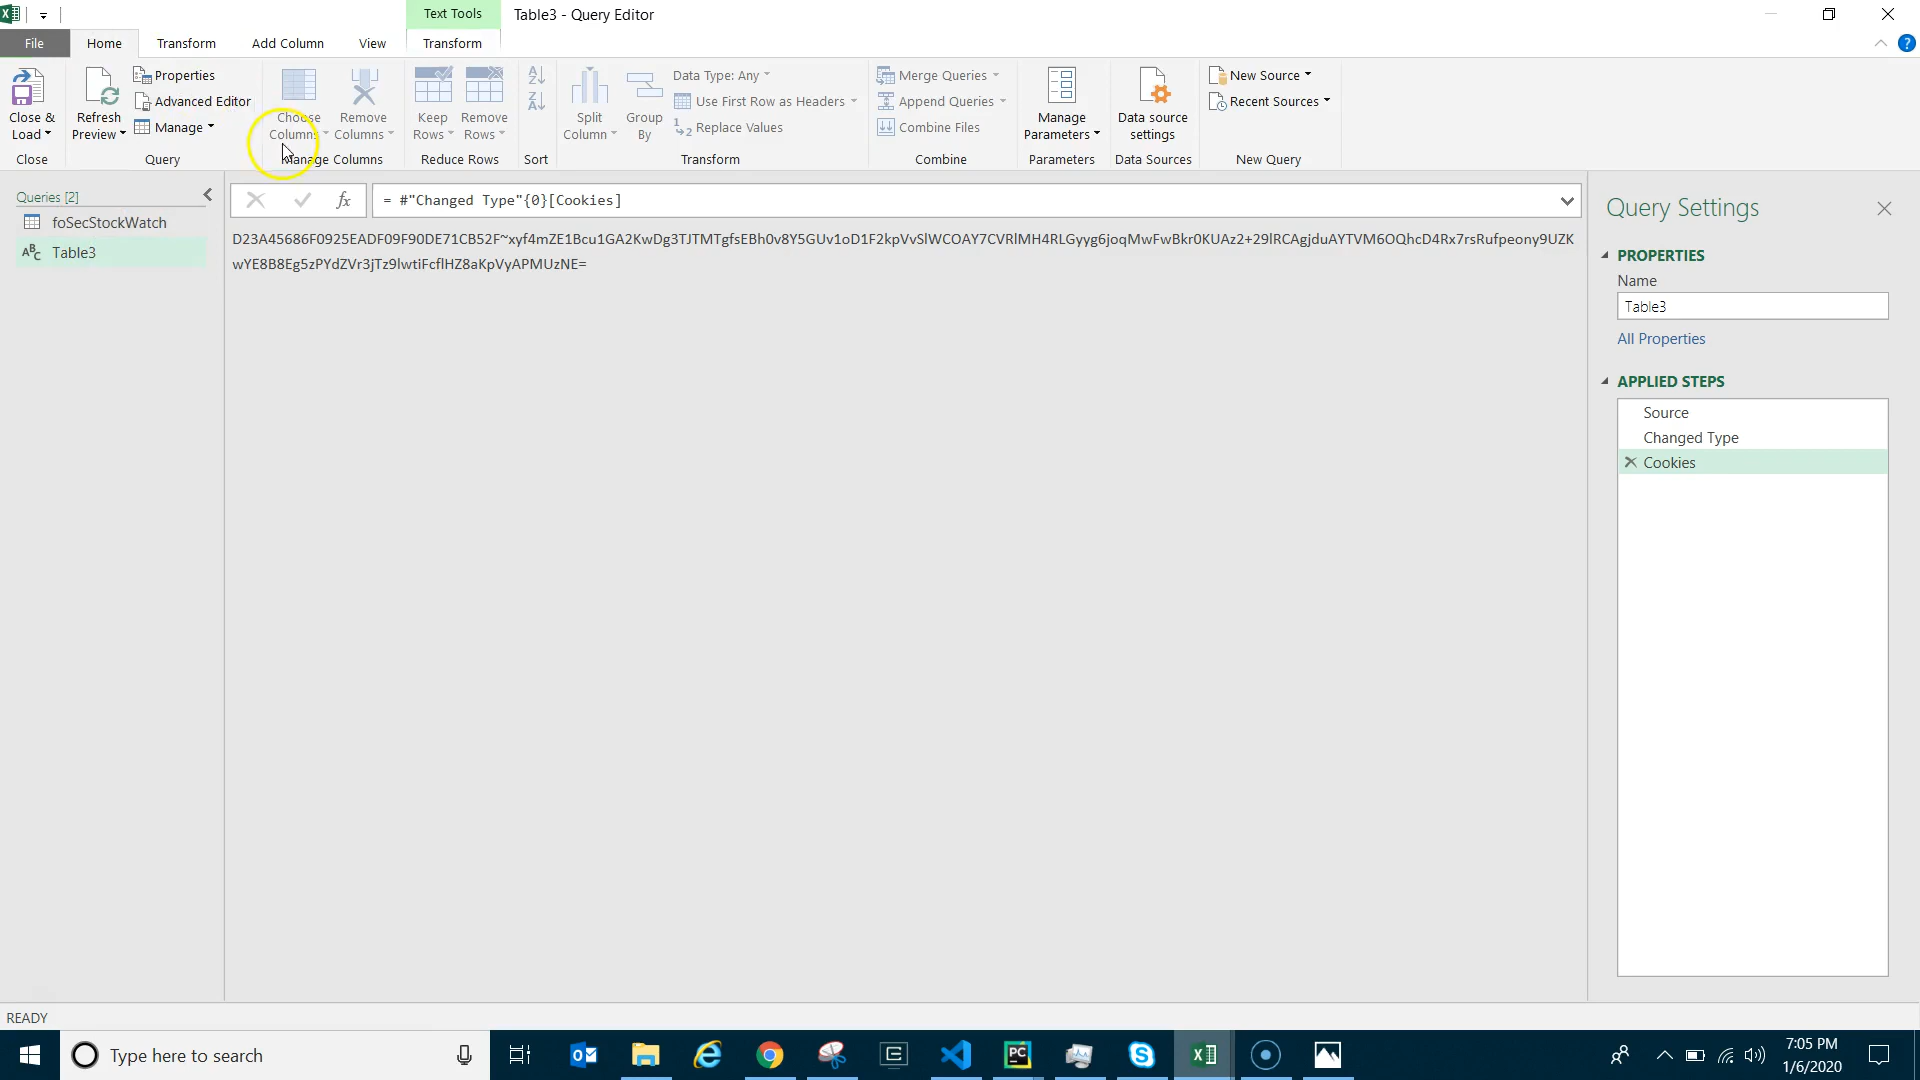 Text Tools
Table3 - Query Editor
File
Home
Transform
Add Column
View
Transform
Close &
Load
Refresh
Preview
Properties
Advanced Editor
Manage
Choose
Columns
Remove
Columns
Keep
Rows
Remove
Rows
Split
Column
Group
By
Data Type: Any
Use First Row as Headers
Replace Values
Merge Queries
Append Queries
Combine Files
Manage
Parameters
Data source
settings
New Source
Recent Sources
Close
Query
Manage Columns
Reduce Rows
Sort
Transform
Combine
Parameters
Data Sources
New Query
Queries [2]
foSecStockWatch
Table3
fx
= #"Changed Type"{0}[Cookies]
D23A45686F0925EADF09F90DE71CB52F~xyf4mZE1Bcu1GA2KwDg3TJTMTgfsEBh0v8Y5GUv1oD1F2kpVvSlWCOAY7CVRlMH4RLGyyg6joqMwFwBkr0KUAz2+29lRCAgjduAYTVM6OQhcD4Rx7rsRufpeony9UZK
wYE8B8Eg5zPYdZVr3jTz9lwtiFcflHZ8aKpVyAPMUzNE=
Query Settings
PROPERTIES
Name
Table3
All Properties
APPLIED STEPS
Source
Changed Type
Cookies
READY
Type here to search
7:05 PM
1/6/2020